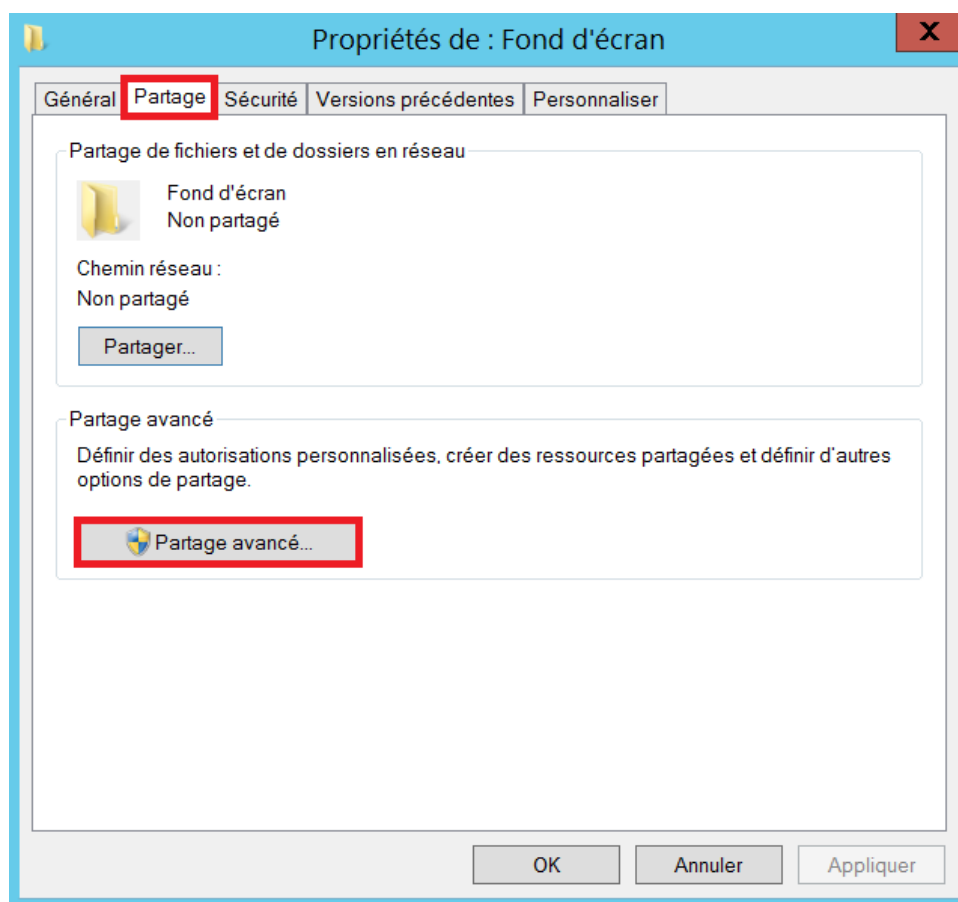 Propriétés de : Fond d'écran
X
Général Partage Sécurité Versions précédentes Personnaliser
Partage de fichiers et de dossiers en réseau
Fond d'écran
Non partagé
Chemin réseau :
Non partagé
Partager...
Partage avancé
Définir des autorisations personnalisées, créer des ressources partagées et définir d'autres
options de partage.
Partage avancé...
OK Annuler Appliquer